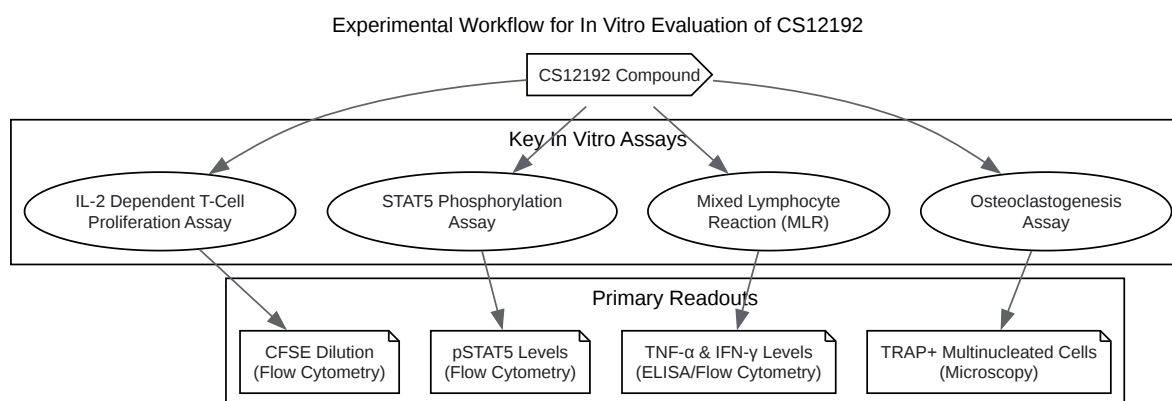 Experimental Workflow for In Vitro Evaluation of CS12192
CS12192 Compound
Key In Vitro Assays
IL-2 Dependent T-Cell
Proliferation Assay
STAT5 Phosphorylation
Assay
Mixed Lymphocyte
Reaction (MLR)
Osteoclastogenesis
Assay
Primary Readouts
CFSE Dilution
(Flow Cytometry)
pSTAT5 Levels
(Flow Cytometry)
TNF-α & IFN-γ Levels
(ELISA/Flow Cytometry)
TRAP+ Multinucleated Cells
(Microscopy)